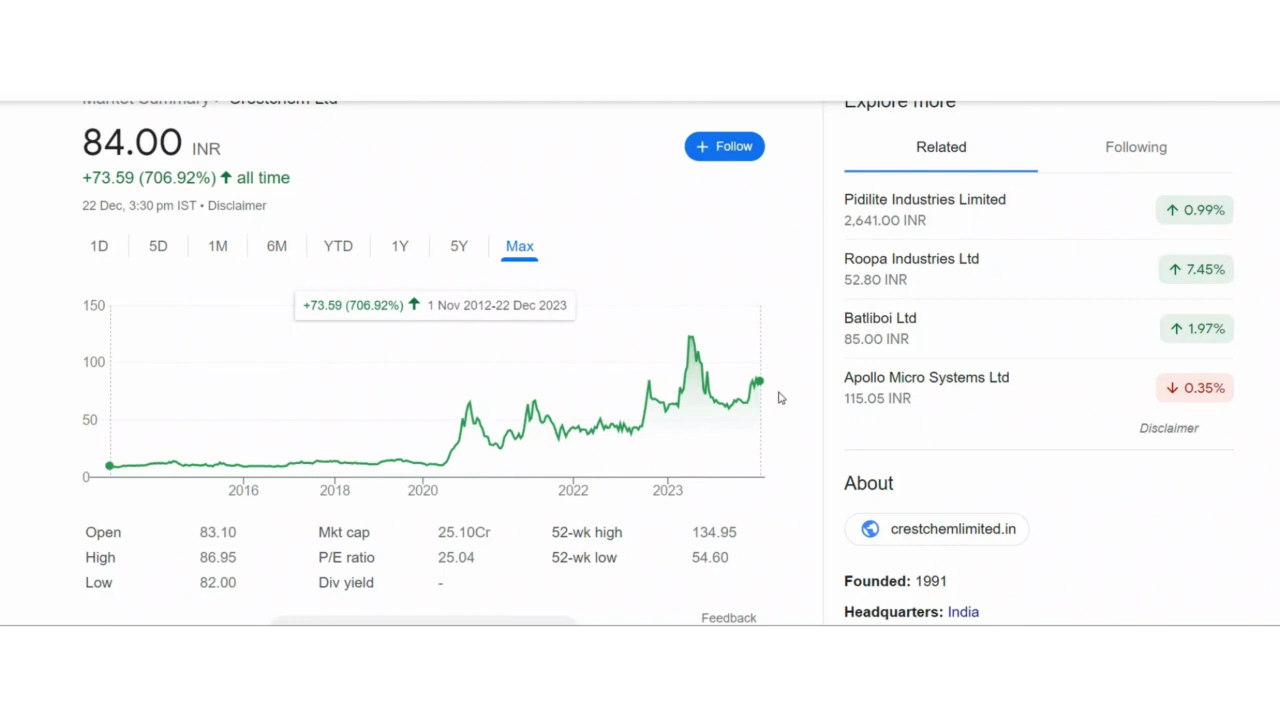 Market Summary > Crestchem Ltd
84.00 INR
+ Follow
+73.59 (706.92%) ↑ all time
22 Dec, 3:30 pm IST • Disclaimer
1D 5D 1M 6M YTD 1Y 5Y Max
+73.59 (706.92%) ↑ 1 Nov 2012-22 Dec 2023
150
100
50
0
2016 2018 2020 2022 2023
Open 83.10 Mkt cap 25.10Cr 52-wk high 134.95
High 86.95 P/E ratio 25.04 52-wk low 54.60
Low 82.00 Div yield -
Feedback
Explore more
Related Following
Pidilite Industries Limited
2,641.00 INR
↑ 0.99%
Roopa Industries Ltd
52.80 INR
↑ 7.45%
Batliboi Ltd
85.00 INR
↑ 1.97%
Apollo Micro Systems Ltd
115.05 INR
↓ 0.35%
Disclaimer
About
crestchemlimited.in
Founded: 1991
Headquarters: India